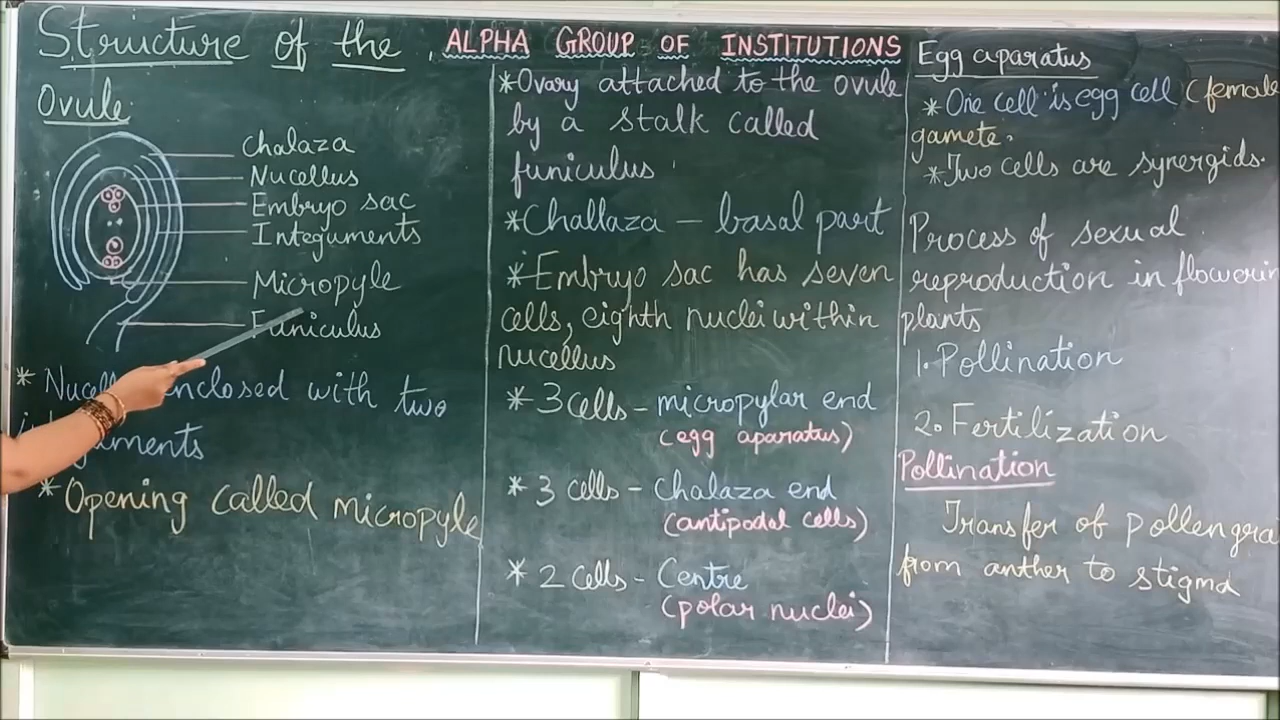 Structure of the
Ovule
Chalaza
Nucellus
Embryo sac
Integuments
Micropyle
Funiculus
* enclosed with two
* Opening called micropyle
ALPHA GROUP OF INSTITUTIONS
* Ovary attached to the ovule
by a stalk called
funiculus
* Challaza – basal part
* Embryo sac has seven
cells, eighth nuclei within
nucellus
* 3 cells - micropylar end
(egg aparatus)
* 3 cells - Chalaza end
(antipodal cells)
* 2 cells - Centre
(polar nuclei)
Egg aparatus
* One cell is egg cell (female
gamete.
* Two cells are synergids.
Process of sexual
reproduction in flowerin
plants
1. Pollination
2. Fertilization
Pollination
Transfer of pollengra
from anther to stigma